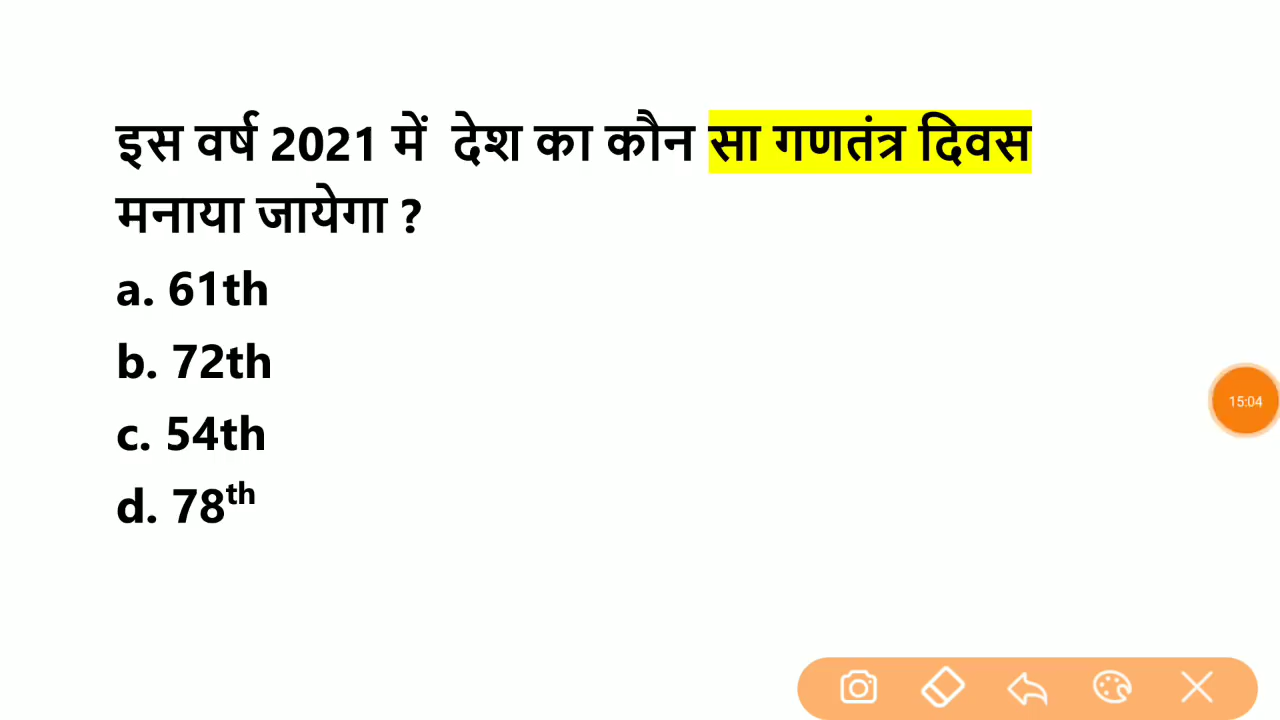 इस वर्ष 2021 में देश का कौन सा गणतंत्र दिवस
मनाया जायेगा ?
a. 61th
b. 72th
c. 54th
d. 78th
15:04